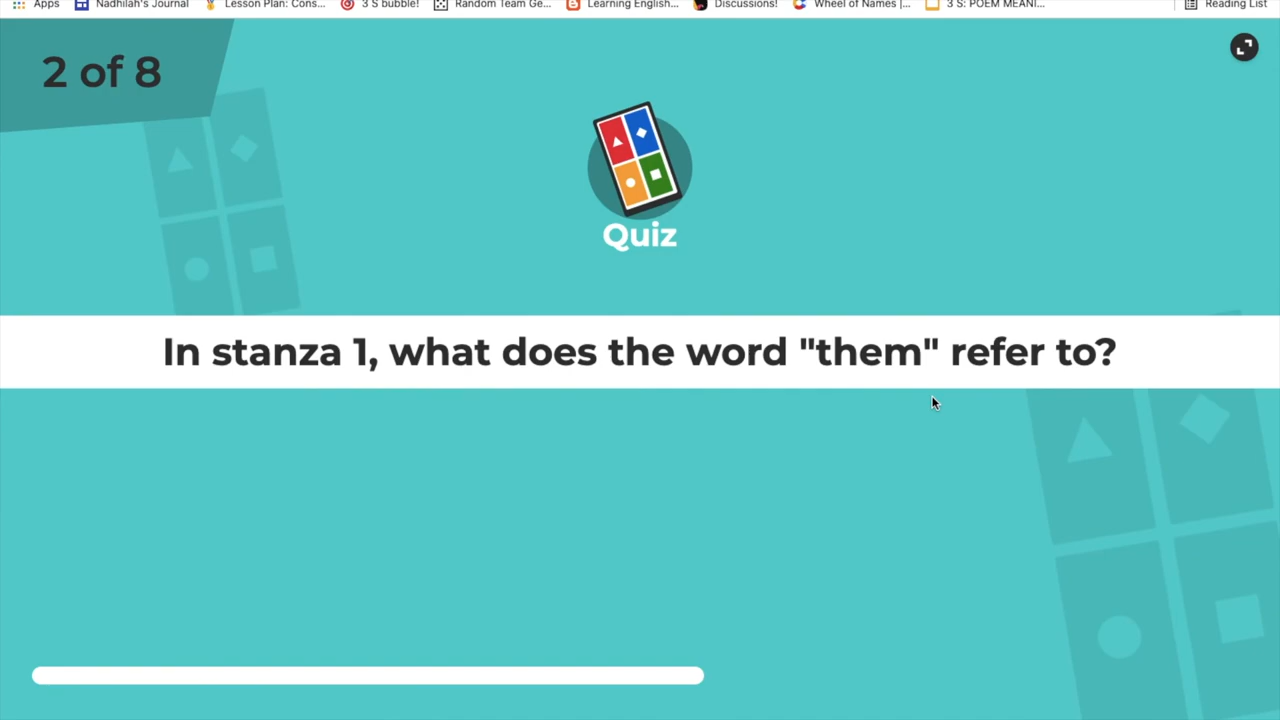 Apps Nadhilah's Journal Lesson Plan: Cons... 3 S bubble! Random Team Ge... Learning English... Discussions! Wheel of Names |... 3 S: POEM MEANI... Reading List
2 of 8
Quiz
In stanza 1, what does the word "them" refer to?